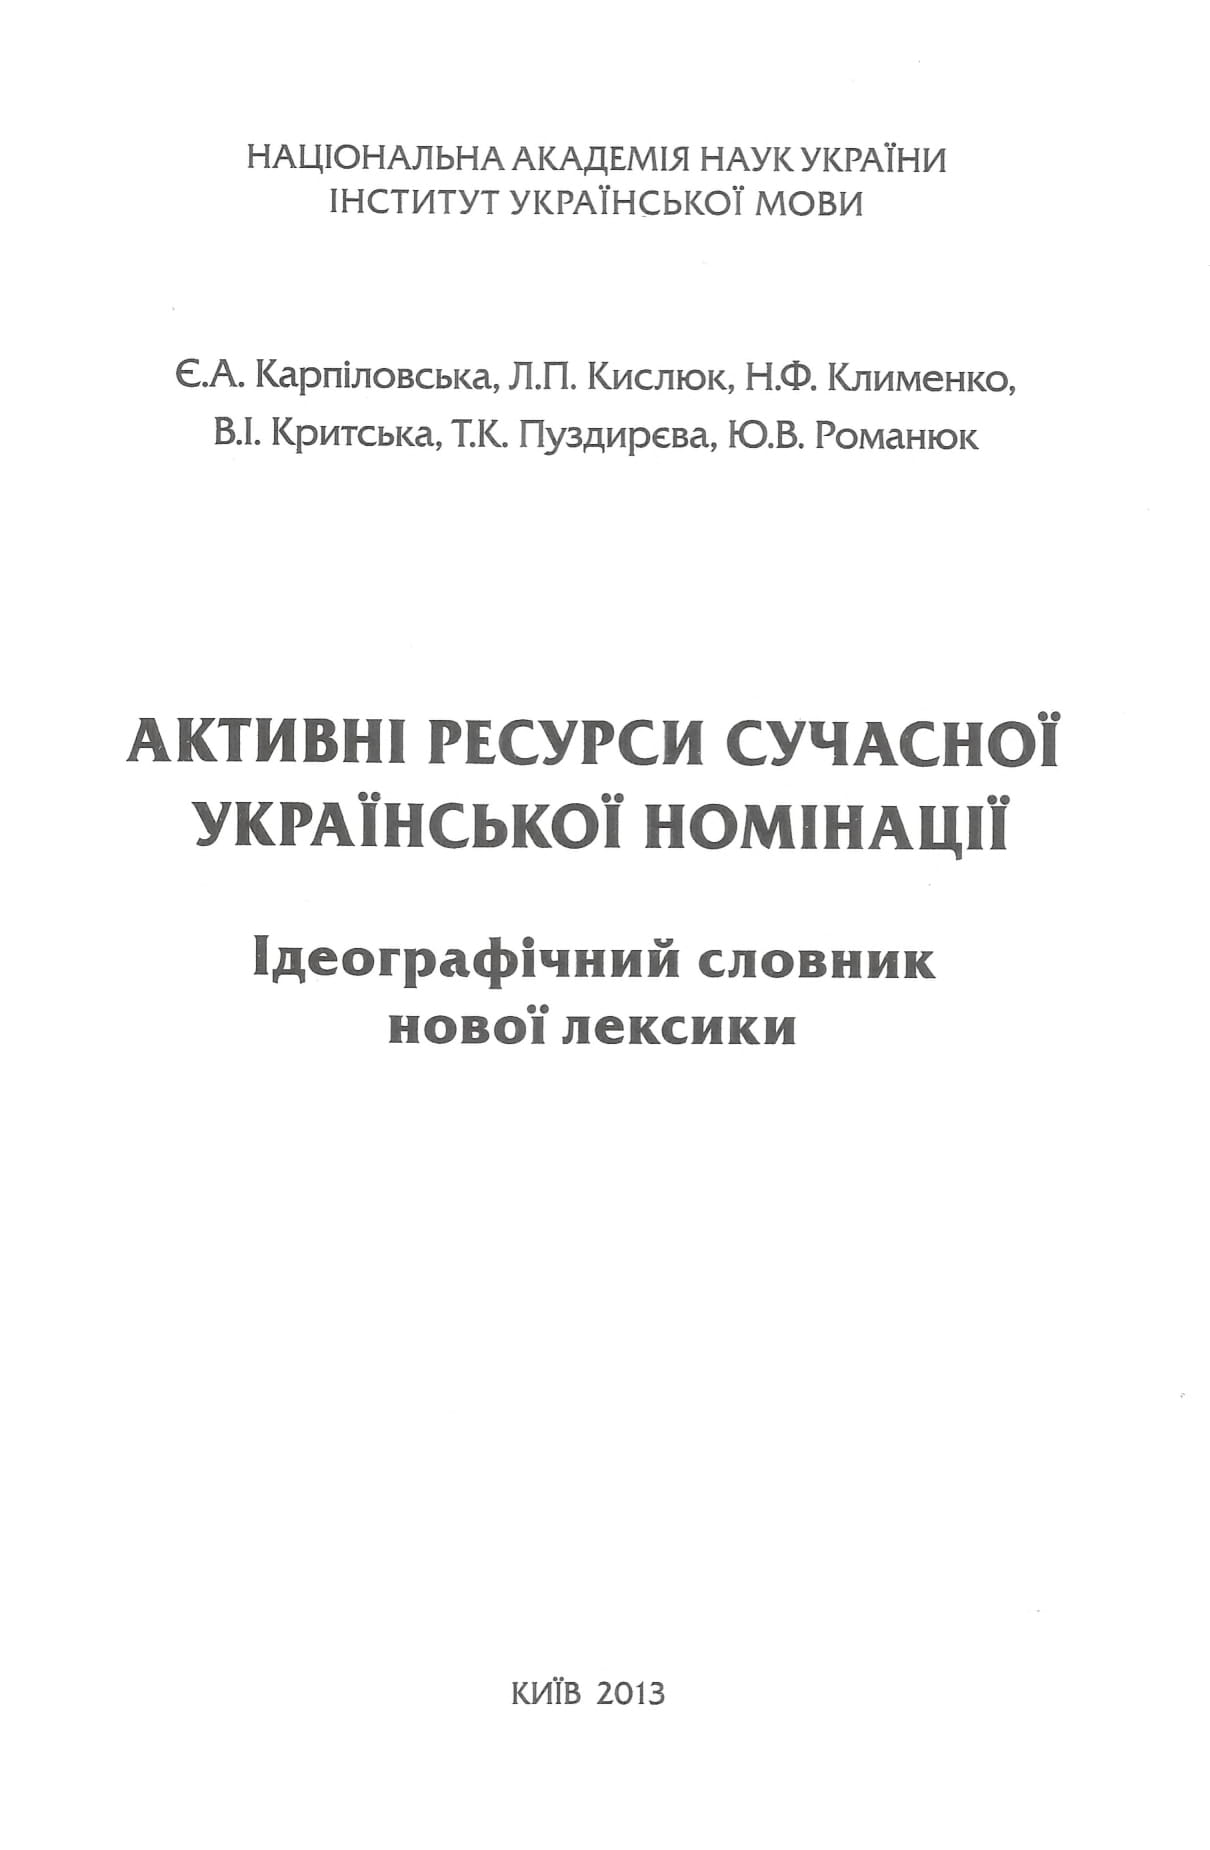 НАЦІОНАЛЬНА АКАДЕМІЯ НАУК УКРАЇНИ
ІНСТИТУТ УКРАЇНСЬКОЇ МОВИ
Є.А. Карпіловська, Л.П. Кислюк, Н.Ф. Клименко,
В.І. Критська, Т.К. Пуздирєва, Ю.В. Романюк
АКТИВНІ РЕСУРСИ СУЧАСНОЇ
УКРАЇНСЬКОЇ НОМІНАЦІЇ
Ідеографічний словник
нової лексики
КИЇВ 2013